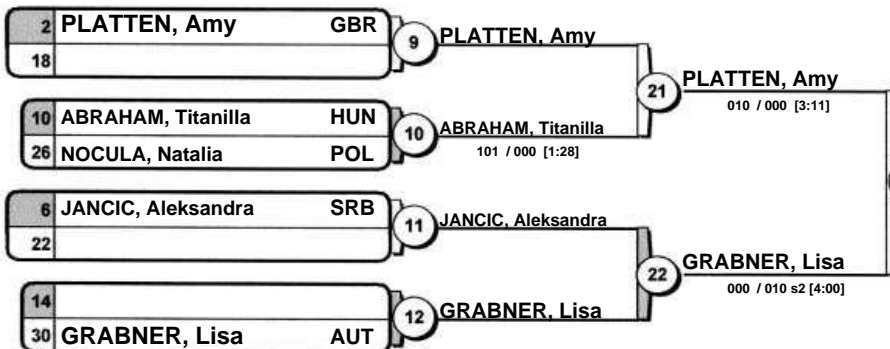 2 PLATTEN, Amy GBR
18
9
PLATTEN, Amy
10 ABRAHAM, Titanilla HUN
26 NOCULA, Natalia POL
10
ABRAHAM, Titanilla
101 / 000 [1:28]
21
PLATTEN, Amy
010 / 000 [3:11]
6 JANCIC, Aleksandra SRB
22
11
JANCIC, Aleksandra
14
30 GRABNER, Lisa AUT
12
GRABNER, Lisa
22
GRABNER, Lisa
000 / 010 s2 [4:00]